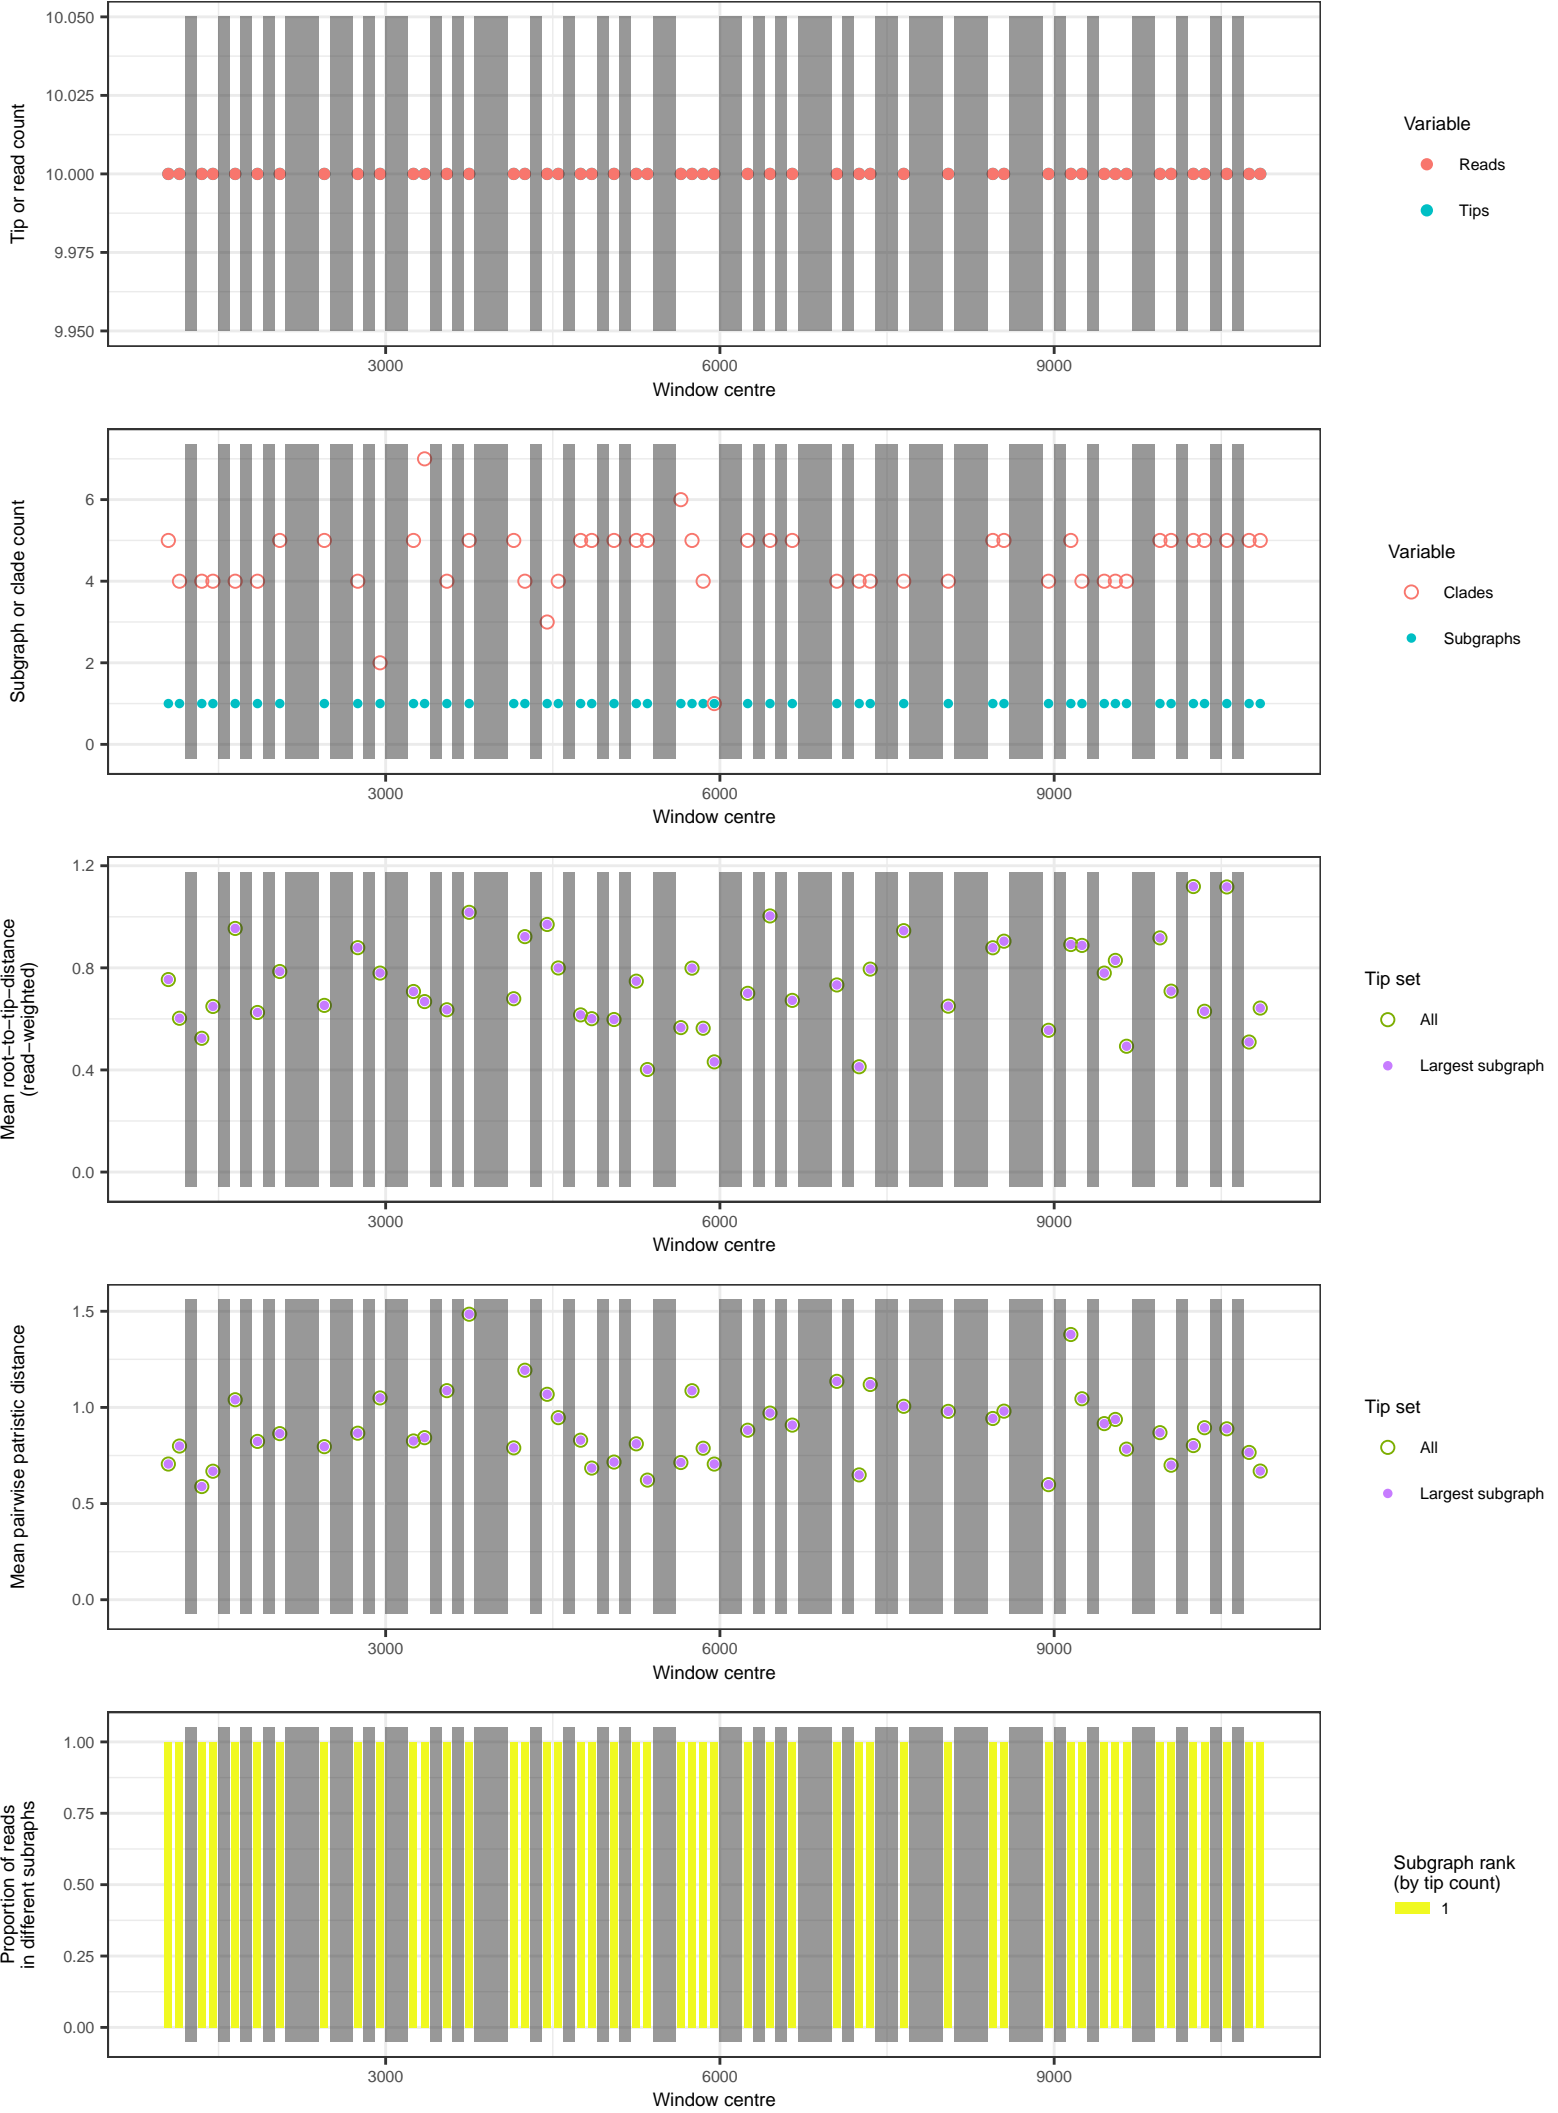 10.050
10.025
10.000
9.975
9.950
Tip or read count
3000
6000
9000
Window centre
Variable
Reads
Tips
6
4
2
0
Subgraph or clade count
3000
6000
9000
Window centre
Variable
Clades
Subgraphs
1.2
0.8
0.4
0.0
Mean root−to−tip−distance
(read−weighted)
3000
6000
9000
Window centre
Tip set
All
Largest subgraph
1.5
1.0
0.5
0.0
Mean pairwise patristic distance
3000
6000
9000
Window centre
Tip set
All
Largest subgraph
1.00
0.75
0.50
0.25
0.00
Proportion of reads
in different subraphs
3000
6000
9000
Window centre
Subgraph rank
(by tip count)
1